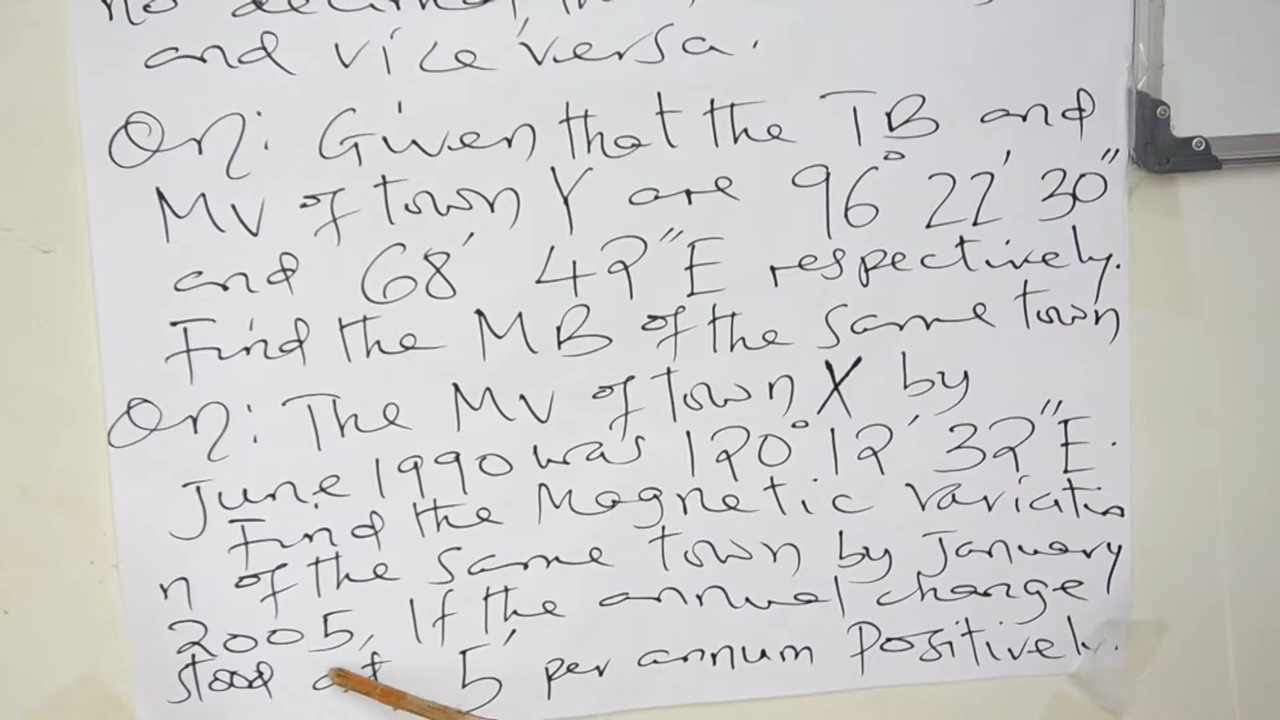 and vice versa.
Qn: Given that the TB and
MV of town Y are 96° 22' 30"
and 68' 42"E respectively.
Find the MB of the same town
Qn: The MV of town X by
June 1990 was 120° 12' 32"E.
Find the Magnetic variatio
n of the same town by January
2005, If the annual change
stood at 5' per annum Positively.